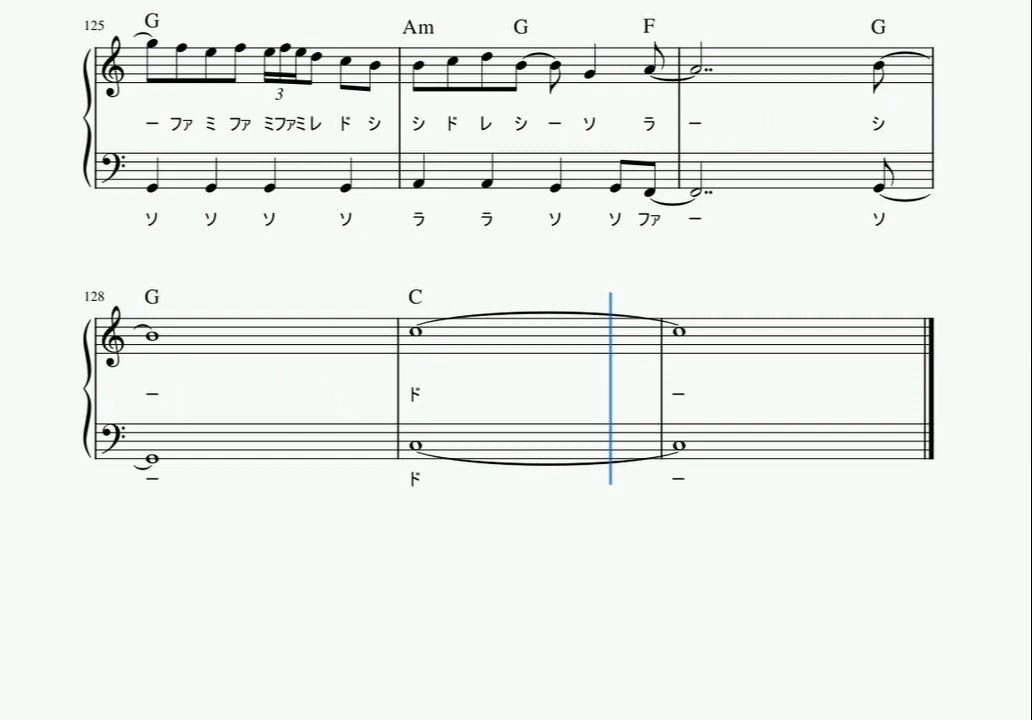 125 G Am G F G
3
ー ファ ミ ファ ミファミレ ド シ シ ド レ シ ー ソ ラ ー シ
ソ ソ ソ ソ ラ ラ ソ ソ ファ ー ソ
128 G C
ー ド ー
ー ド ー